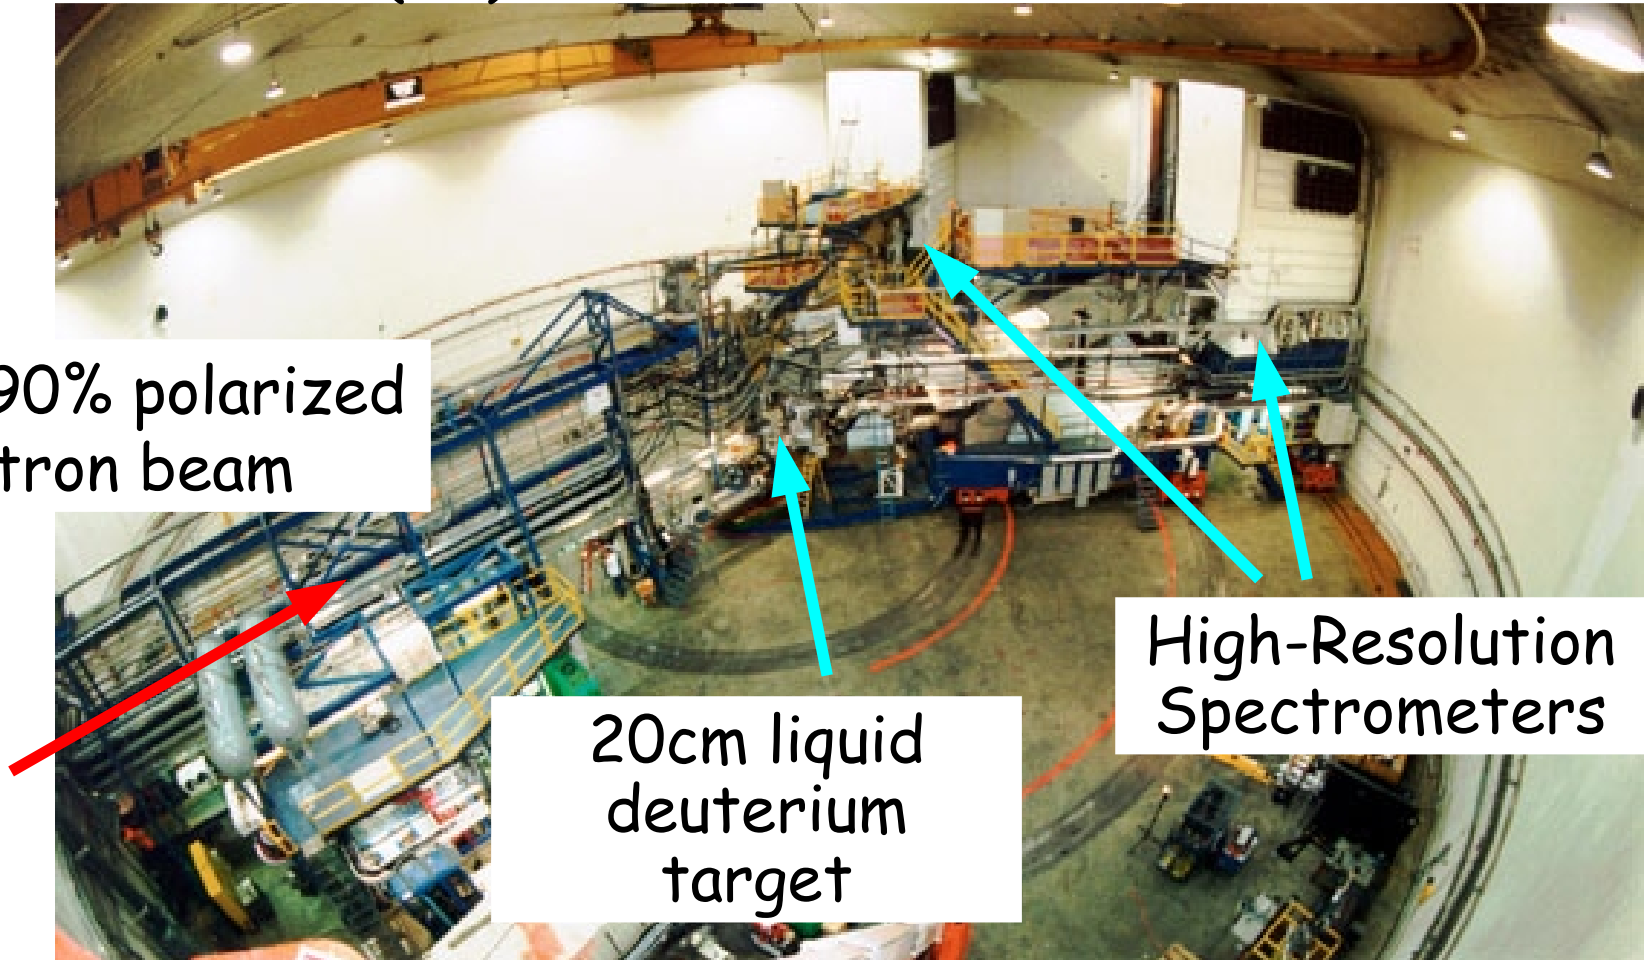 90% polarized
tron beam
20cm liquid
deuterium
target
High-Resolution
Spectrometers